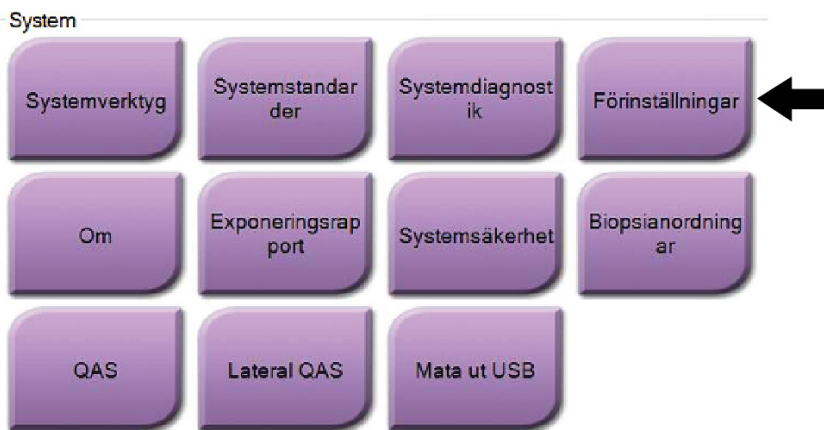 System
Systemverktyg
Systemstandar
der
Systemdiagnost
ik
Förinställningar
Om
Exponeringsrap
port
Systemsäkerhet
Biopsianordning
ar
QAS
Lateral QAS
Mata ut USB